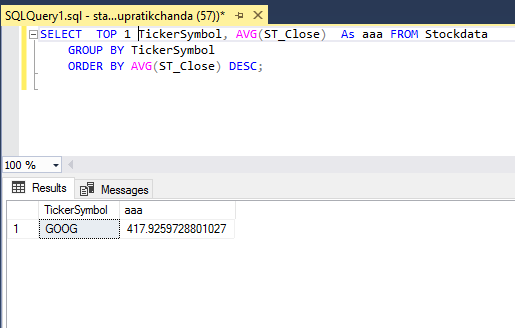 SQLQuery1.sql - sta...upratikchanda (57))*
SELECT TOP 1 TickerSymbol, AVG(ST_Close) As aaa FROM Stockdata
GROUP BY TickerSymbol
ORDER BY AVG(ST_Close) DESC;
100 %
Results Messages
TickerSymbol aaa
1 GOOG 417.9259728801027